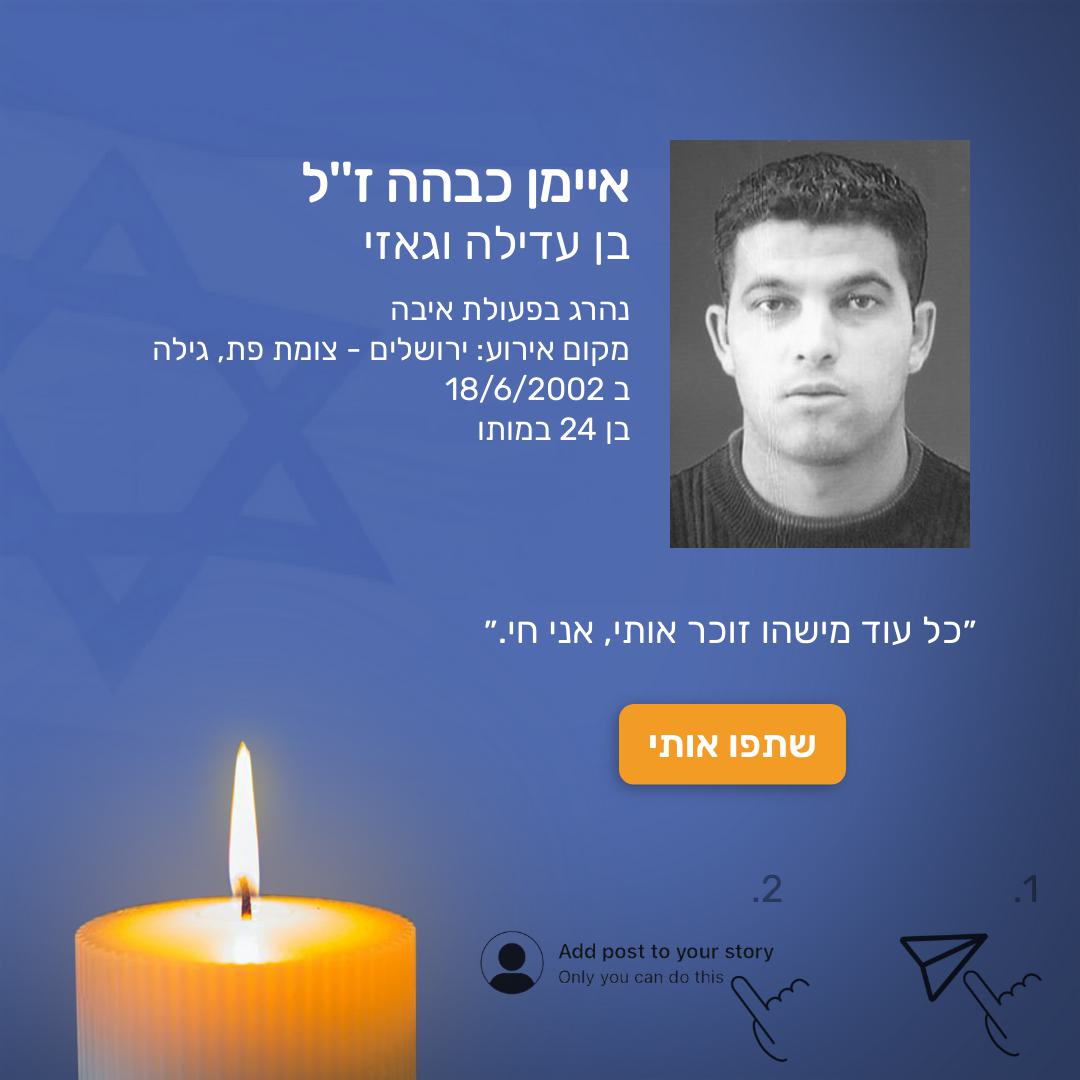 איימן כבהה ז"ל
בן עדילה וגאזי
נהרג בפעולת איבה
מקום אירוע: ירושלים - צומת פת, גילה
ב 18/6/2002
בן 24 במותו
"כל עוד מישהו זוכר אותי, אני חי."
שתפו אותי
1.
2.
Add post to your story
Only you can do this